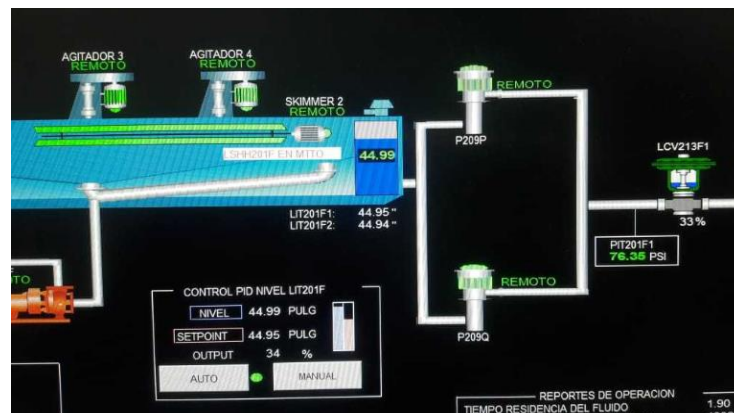 AGITADOR 3
REMOTO
AGITADOR 4
REMOTO
SKIMMER 2
REMOTO
LSHH201F EN MTTO
44.99
LIT201F1: 44.95 "
LIT201F2: 44.94 "
REMOTO
P209P
LCV213F1
33 %
PIT201F1
76.35 PSI
REMOTO
P209Q
CONTROL PID NIVEL LIT201F
NIVEL 44.99 PULG
SETPOINT 44.95 PULG
OUTPUT 34 %
AUTO MANUAL
REPORTES DE OPERACION
TIEMPO RESIDENCIA DEL FLUIDO 1.90